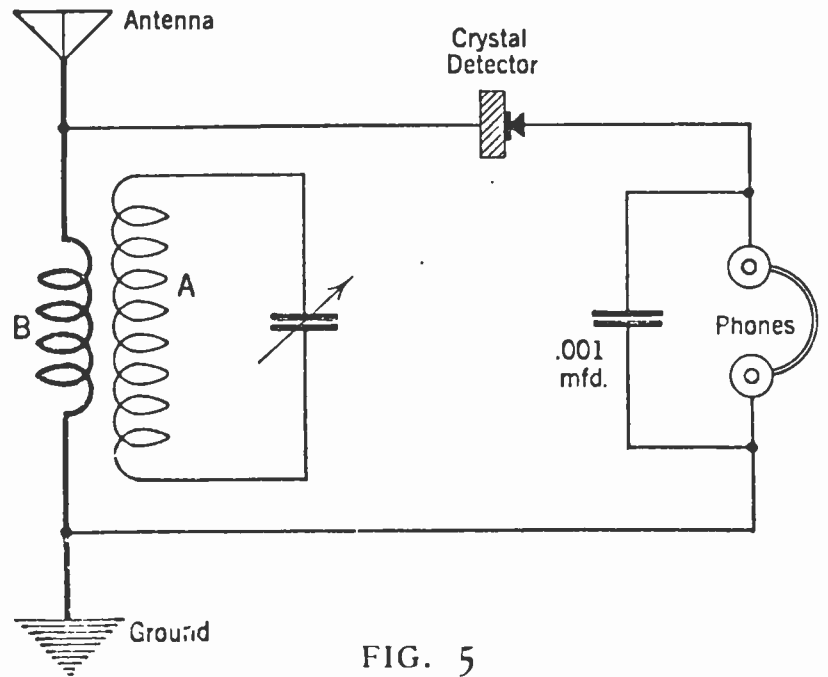 Antenna
Crystal
Detector
B
A
.001
mfd.
Phones
Ground
FIG. 5